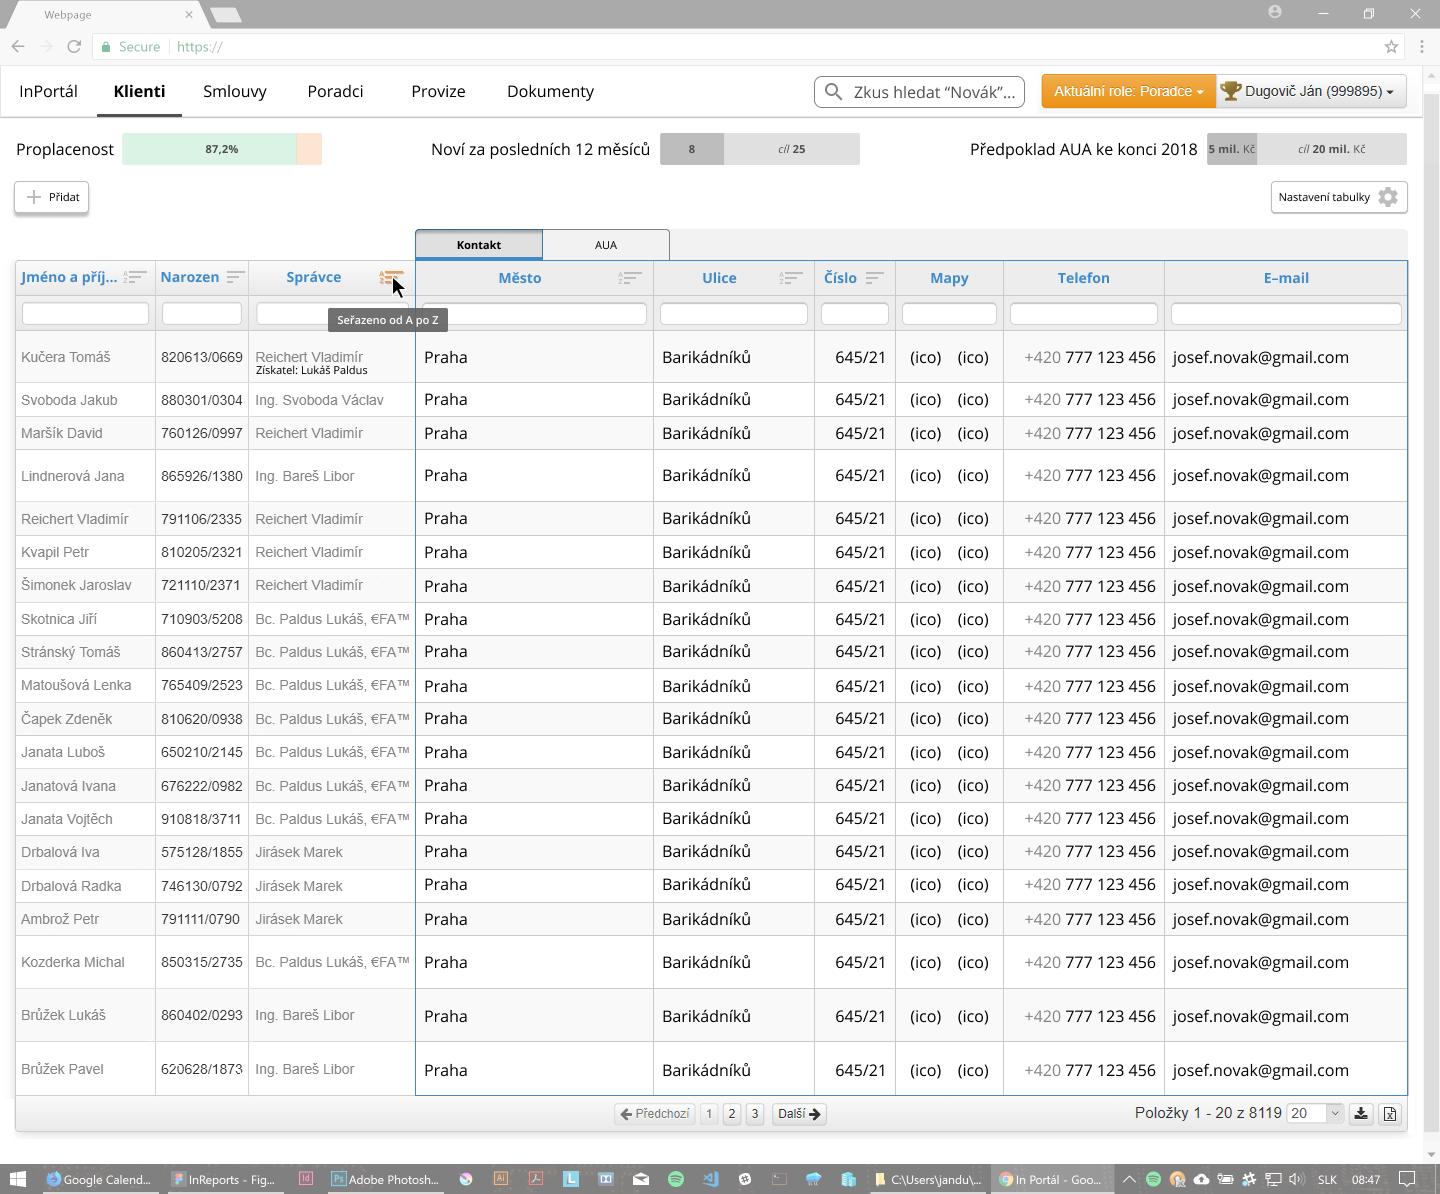 Webpage
Secure https://
InPortál Klienti Smlouvy Poradci Provize Dokumenty Zkus hledat “Novák”... Aktuální role: Poradce Dugovič Ján (999895)
Proplacenost 87,2% Noví za posledních 12 měsíců 8 cíl 25 Předpoklad AUA ke konci 2018 5 mil. Kč cíl 20 mil. Kč
Přidat Nastavení tabulky
Kontakt AUA
Jméno a příj... Narozen Správce Město Ulice Číslo Mapy Telefon E–mail
Seřazeno od A po Z
Kučera Tomáš 820613/0669 Reichert Vladimír Praha Barikádníků 645/21 (ico) (ico) +420 777 123 456 josef.novak@gmail.com
Získatel: Lukáš Paldus
Svoboda Jakub 880301/0304 Ing. Svoboda Václav Praha Barikádníků 645/21 (ico) (ico) +420 777 123 456 josef.novak@gmail.com
Maršík David 760126/0997 Reichert Vladimír Praha Barikádníků 645/21 (ico) (ico) +420 777 123 456 josef.novak@gmail.com
Lindnerová Jana 865926/1380 Ing. Bareš Libor Praha Barikádníků 645/21 (ico) (ico) +420 777 123 456 josef.novak@gmail.com
Reichert Vladimír 791106/2335 Reichert Vladimír Praha Barikádníků 645/21 (ico) (ico) +420 777 123 456 josef.novak@gmail.com
Kvapil Petr 810205/2321 Reichert Vladimír Praha Barikádníků 645/21 (ico) (ico) +420 777 123 456 josef.novak@gmail.com
Šimonek Jaroslav 721110/2371 Reichert Vladimír Praha Barikádníků 645/21 (ico) (ico) +420 777 123 456 josef.novak@gmail.com
Skotnica Jiří 710903/5208 Bc. Paldus Lukáš, €FA™ Praha Barikádníků 645/21 (ico) (ico) +420 777 123 456 josef.novak@gmail.com
Stránský Tomáš 860413/2757 Bc. Paldus Lukáš, €FA™ Praha Barikádníků 645/21 (ico) (ico) +420 777 123 456 josef.novak@gmail.com
Matoušová Lenka 765409/2523 Bc. Paldus Lukáš, €FA™ Praha Barikádníků 645/21 (ico) (ico) +420 777 123 456 josef.novak@gmail.com
Čapek Zdeněk 810620/0938 Bc. Paldus Lukáš, €FA™ Praha Barikádníků 645/21 (ico) (ico) +420 777 123 456 josef.novak@gmail.com
Janata Luboš 650210/2145 Bc. Paldus Lukáš, €FA™ Praha Barikádníků 645/21 (ico) (ico) +420 777 123 456 josef.novak@gmail.com
Janatová Ivana 676222/0982 Bc. Paldus Lukáš, €FA™ Praha Barikádníků 645/21 (ico) (ico) +420 777 123 456 josef.novak@gmail.com
Janata Vojtěch 910818/3711 Bc. Paldus Lukáš, €FA™ Praha Barikádníků 645/21 (ico) (ico) +420 777 123 456 josef.novak@gmail.com
Drbalová Iva 575128/1855 Jirásek Marek Praha Barikádníků 645/21 (ico) (ico) +420 777 123 456 josef.novak@gmail.com
Drbalová Radka 746130/0792 Jirásek Marek Praha Barikádníků 645/21 (ico) (ico) +420 777 123 456 josef.novak@gmail.com
Ambrož Petr 791111/0790 Jirásek Marek Praha Barikádníků 645/21 (ico) (ico) +420 777 123 456 josef.novak@gmail.com
Kozderka Michal 850315/2735 Bc. Paldus Lukáš, €FA™ Praha Barikádníků 645/21 (ico) (ico) +420 777 123 456 josef.novak@gmail.com
Brůžek Lukáš 860402/0293 Ing. Bareš Libor Praha Barikádníků 645/21 (ico) (ico) +420 777 123 456 josef.novak@gmail.com
Brůžek Pavel 620628/1873 Ing. Bareš Libor Praha Barikádníků 645/21 (ico) (ico) +420 777 123 456 josef.novak@gmail.com
Předchozí 1 2 3 Další Položky 1 - 20 z 8119 20
Google Calend... InReports - Fig... Id Ps Adobe Photosh... Ai L C:\Users\jandu\... In Portál - Goo... SLK 08:47